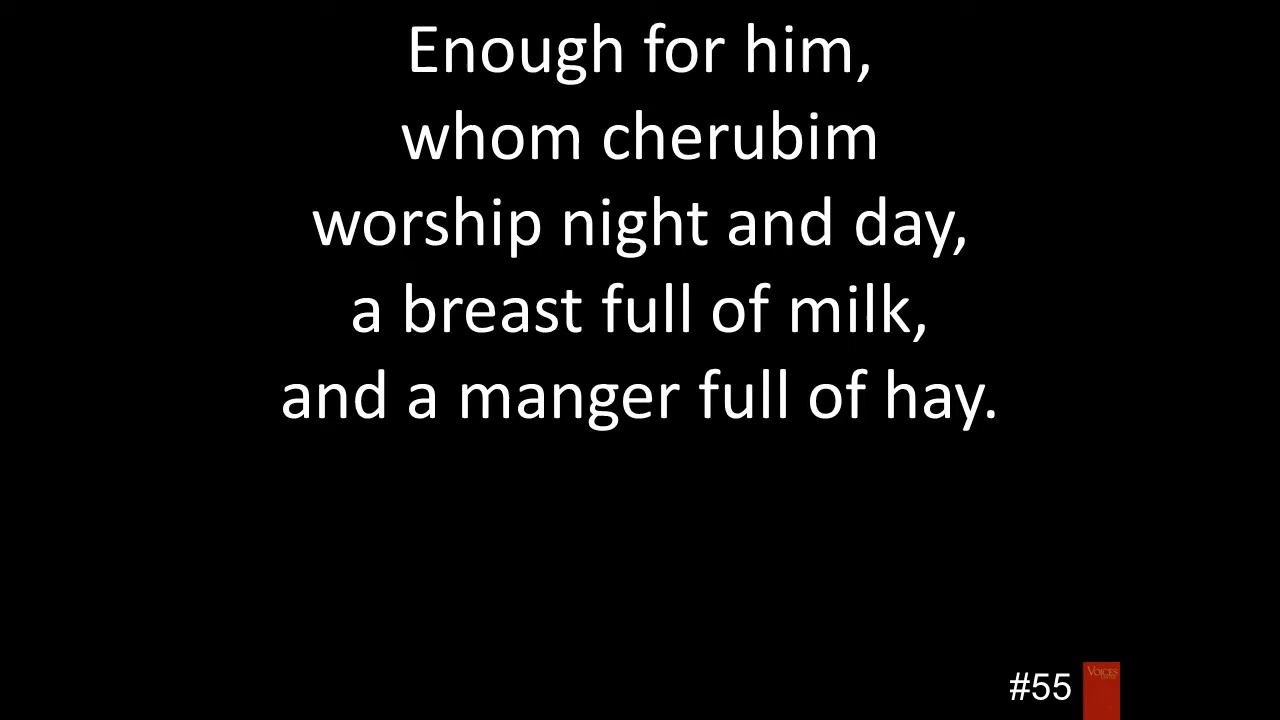 Enough for him,
whom cherubim
worship night and day,
a breast full of milk,
and a manger full of hay.
#55
VOICES